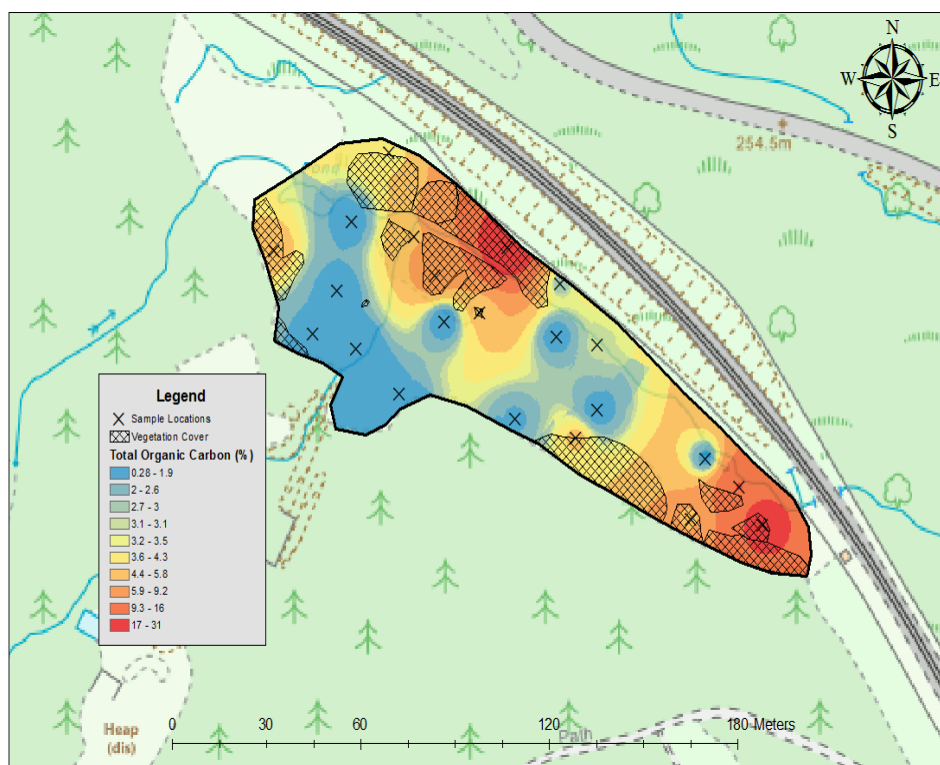 N
W E
S
254.5m
ond
Legend
Sample Locations
Vegetation Cover
Total Organic Carbon (%)
0.28 - 1.9
2 - 2.6
2.7 - 3
3.1 - 3.1
3.2 - 3.5
3.6 - 4.3
4.4 - 5.8
5.9 - 9.2
9.3 - 16
17 - 31
Heap
(dis)
0 30 60 120 180 Meters
Path